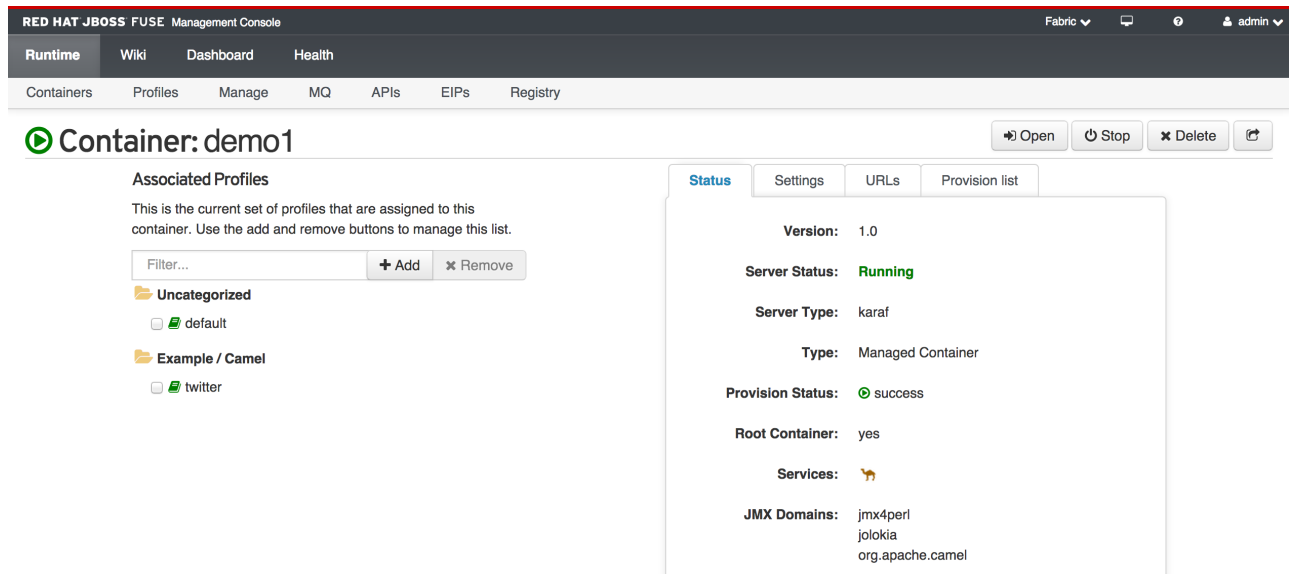 RED HAT JBOSS FUSE Management Console
Fabric
admin
Runtime Wiki Dashboard Health
Containers Profiles Manage MQ APIs EIPs Registry
Container: demo1
Open Stop Delete
Associated Profiles
This is the current set of profiles that are assigned to this
container. Use the add and remove buttons to manage this list.
Filter...
Add
Remove
Uncategorized
default
Example / Camel
twitter
Status Settings URLs Provision list
Version: 1.0
Server Status: Running
Server Type: karaf
Type: Managed Container
Provision Status: success
Root Container: yes
Services:
JMX Domains: jmx4perl
jolokia
org.apache.camel